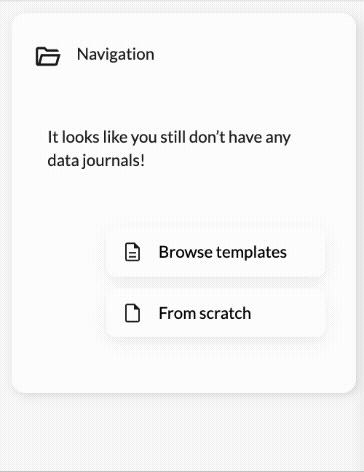 Navigation
It looks like you still don’t have any
data journals!
Browse templates
From scratch